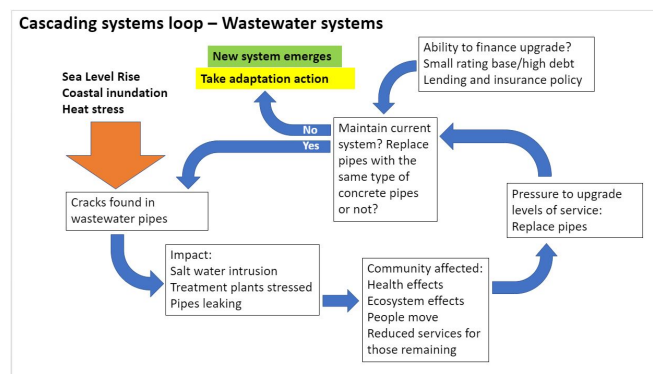 Cascading systems loop – Wastewater systems
New system emerges
Take adaptation action
Ability to finance upgrade?
Small rating base/high debt
Lending and insurance policy
Sea Level Rise
Coastal inundation
Heat stress
No
Yes
Maintain current
system? Replace
pipes with the
same type of
concrete pipes
or not?
Cracks found in
wastewater pipes
Pressure to upgrade
levels of service:
Replace pipes
Impact:
Salt water intrusion
Treatment plants stressed
Pipes leaking
Community affected:
Health effects
Ecosystem effects
People move
Reduced services for
those remaining